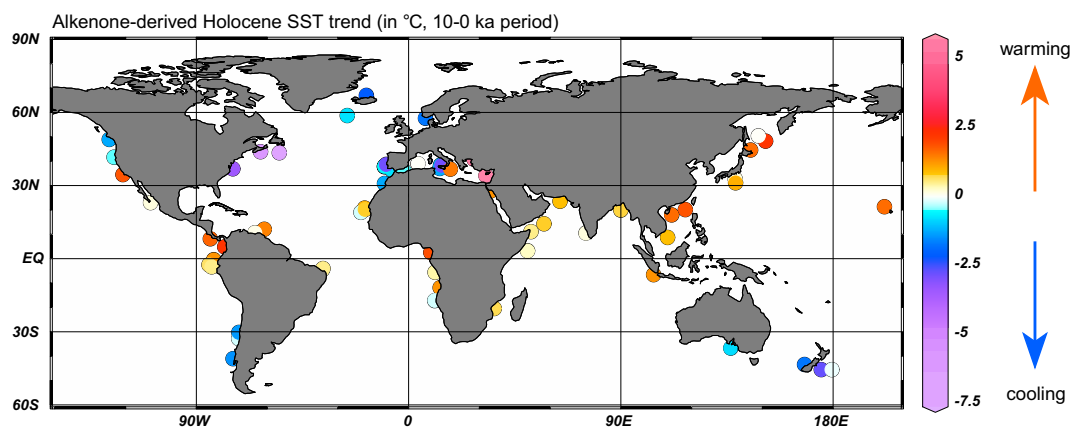 Alkenone-derived Holocene SST trend (in °C, 10-0 ka period)
90N
60N
30N
EQ
30S
60S
90W
0
90E
180E
5
2.5
0
-2.5
-5
-7.5
warming
cooling